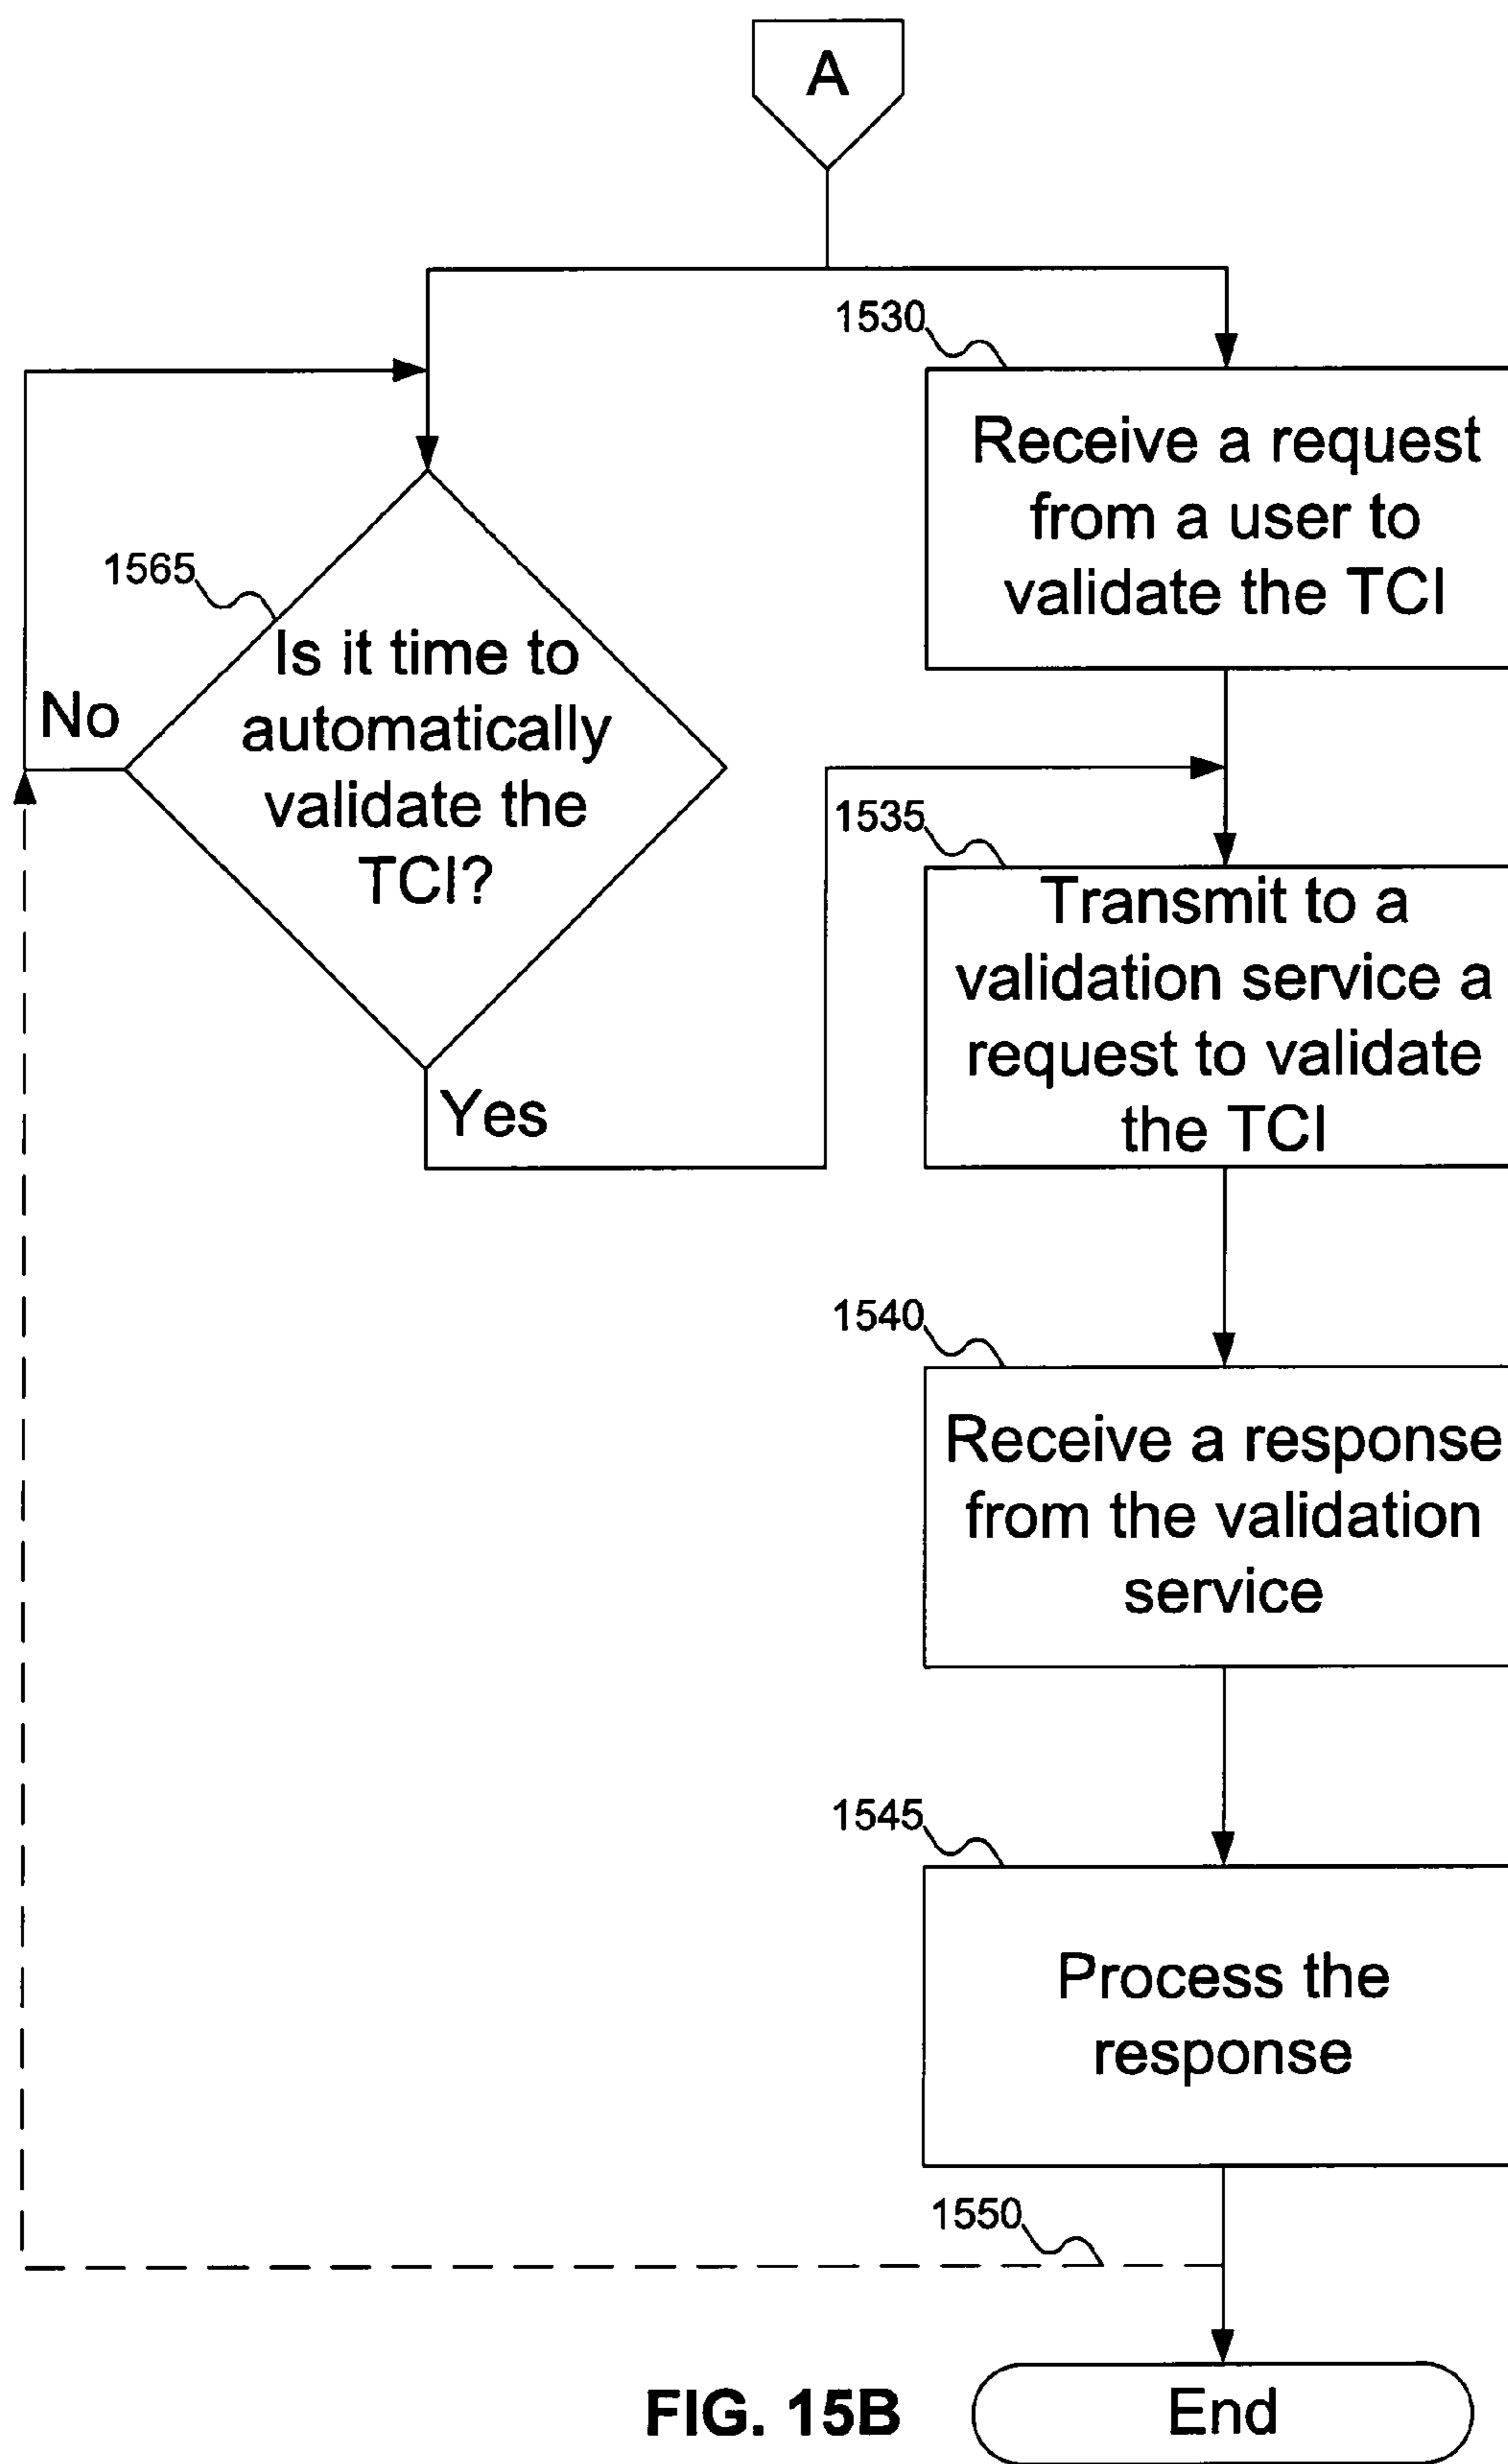 A
1530
Receive a request
from a user to
validate the TCI
1565
Is it time to
automatically
validate the
TCI?
No
Yes
1535
Transmit to a
validation service a
request to validate
the TCI
1540
Receive a response
from the validation
service
1545
Process the
response
1550
End
FIG. 15B